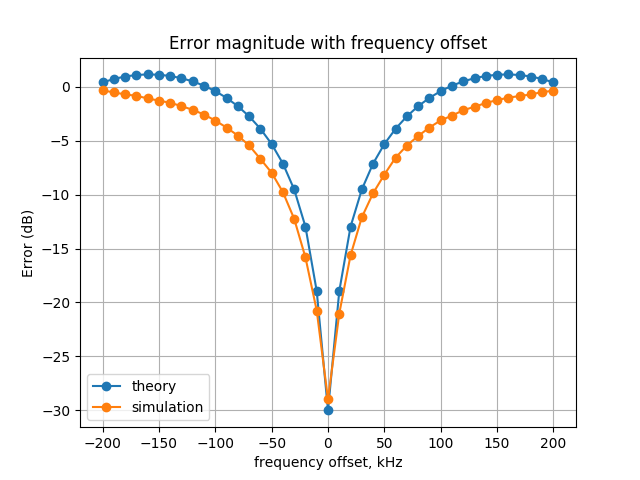 Error magnitude with frequency offset
0
−5
−10
−15
−20
−25
−30
Error (dB)
theory
simulation
−200 −150 −100 −50 0 50 100 150 200
frequency offset, kHz